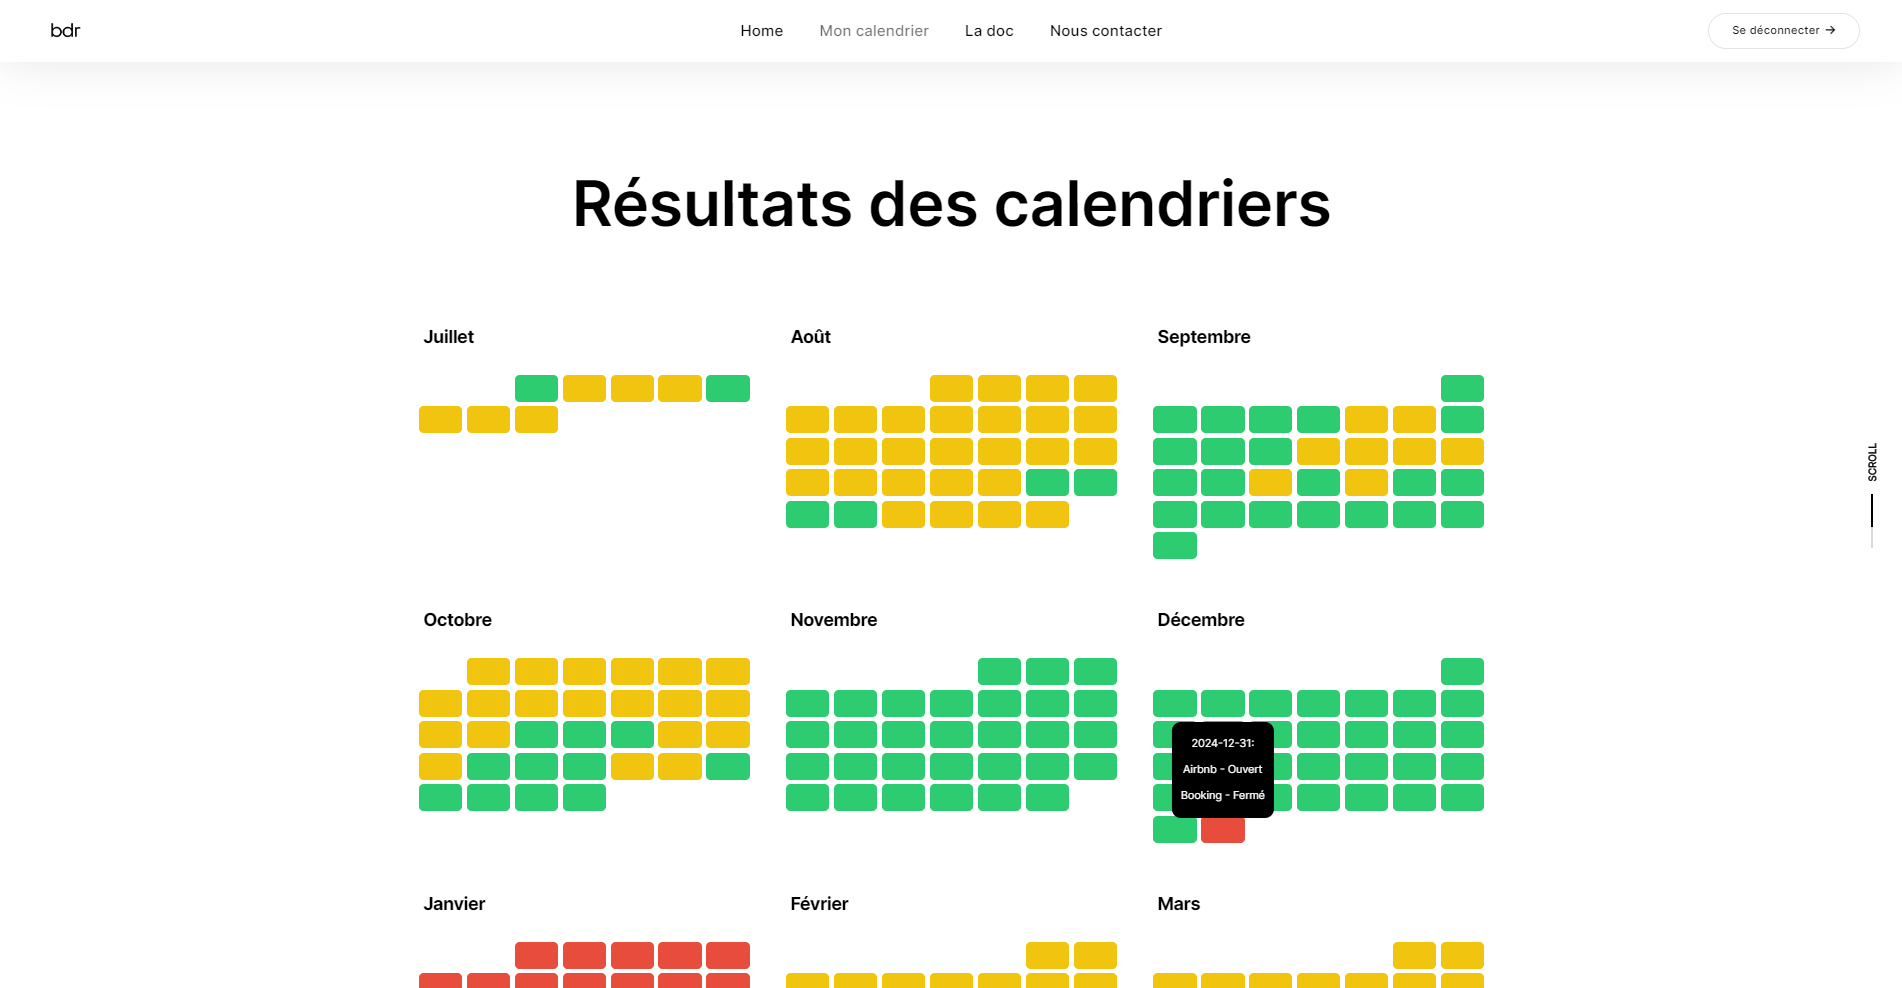 bdr
Home
Mon calendrier
La doc
Nous contacter
Se déconnecter →
Résultats des calendriers
Juillet
Août
Septembre
SCROLL
Octobre
Novembre
Décembre
2024-12-31:
Airbnb - Ouvert
Booking - Fermé
Janvier
Février
Mars